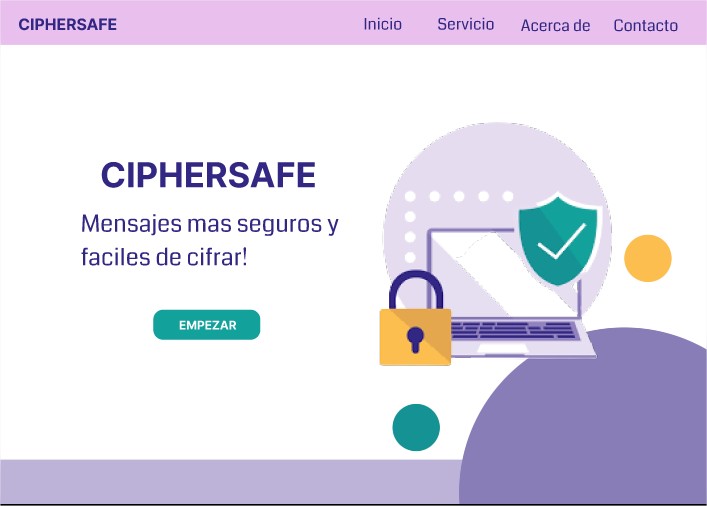 CIPHERSAFE
Inicio Servicio Acerca de Contacto
CIPHERSAFE
Mensajes mas seguros y
faciles de cifrar!
EMPEZAR